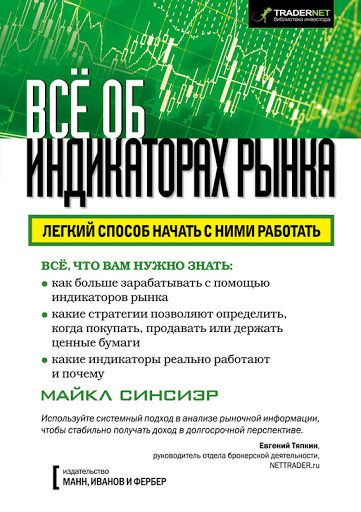 TRADERNET
библиотека инвестора
ВСЁ ОБ
ИНДИКАТОРАХ РЫНКА
ЛЕГКИЙ СПОСОБ НАЧАТЬ С НИМИ РАБОТАТЬ
ВСЁ, ЧТО ВАМ НУЖНО ЗНАТЬ:
• как больше зарабатывать с помощью
индикаторов рынка
• какие стратегии позволяют определить,
когда покупать, продавать или держать
ценные бумаги
• какие индикаторы реально работают
и почему
МАЙКЛ СИНСИЭР
Используйте системный подход в анализе рыночной информации,
чтобы стабильно получать доход в долгосрочной перспективе.
Евгений Тяпкин,
руководитель отдела брокерской деятельности,
NETTRADER.ru
издательство
МАНН, ИВАНОВ И ФЕРБЕР